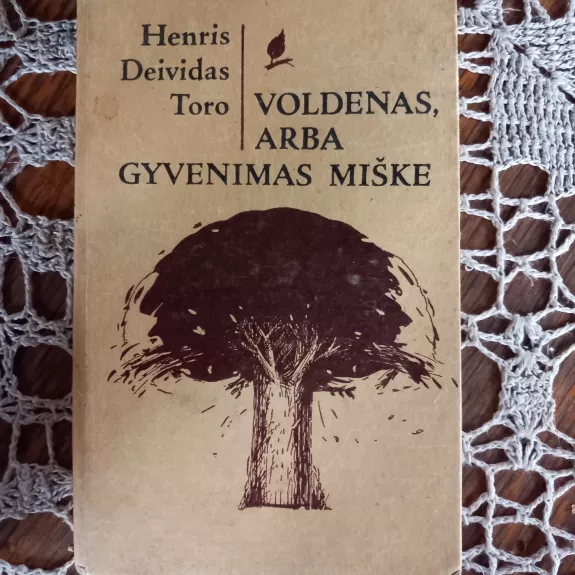 Henris
Deividas
Toro
VOLDENAS,
ARBA
GYVENIMAS MIŠKE